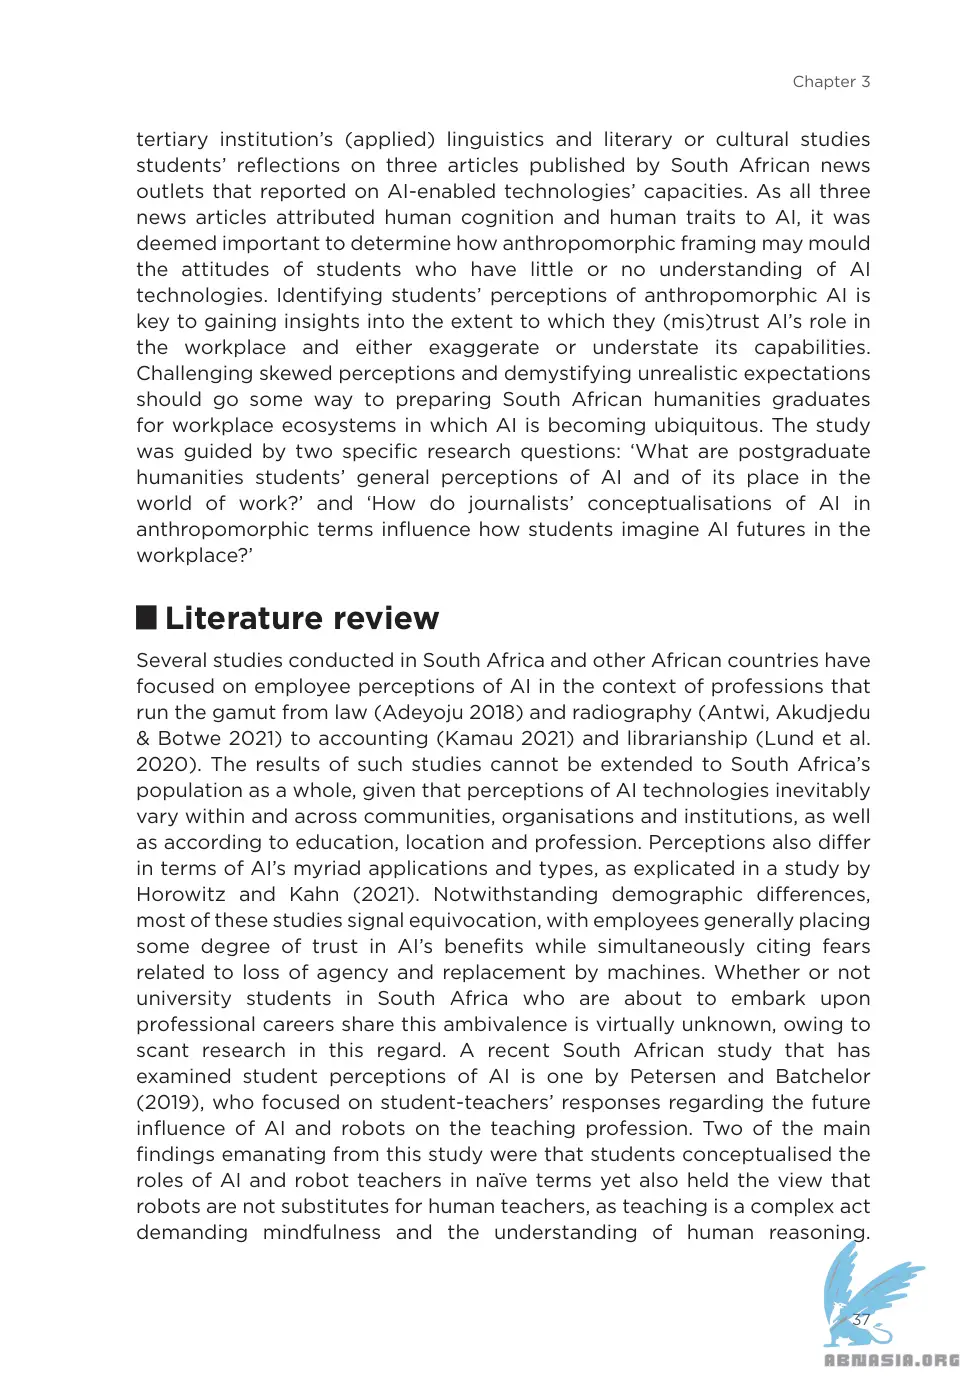 Chapter 3
tertiary institution’s (applied) linguistics and literary or cultural studies
students’ reflections on three articles published by South African news
outlets that reported on AI-enabled technologies’ capacities. As all three
news articles attributed human cognition and human traits to AI, it was
deemed important to determine how anthropomorphic framing may mould
the attitudes of students who have little or no understanding of AI
technologies. Identifying students’ perceptions of anthropomorphic AI is
key to gaining insights into the extent to which they (mis)trust AI’s role in
the workplace and either exaggerate or understate its capabilities.
Challenging skewed perceptions and demystifying unrealistic expectations
should go some way to preparing South African humanities graduates
for workplace ecosystems in which AI is becoming ubiquitous. The study
was guided by two specific research questions: ‘What are postgraduate
humanities students’ general perceptions of AI and of its place in the
world of work?’ and ‘How do journalists’ conceptualisations of AI in
anthropomorphic terms influence how students imagine AI futures in the
workplace?’
Literature review
Several studies conducted in South Africa and other African countries have
focused on employee perceptions of AI in the context of professions that
run the gamut from law (Adeyoju 2018) and radiography (Antwi, Akudjedu
& Botwe 2021) to accounting (Kamau 2021) and librarianship (Lund et al.
2020). The results of such studies cannot be extended to South Africa’s
population as a whole, given that perceptions of AI technologies inevitably
vary within and across communities, organisations and institutions, as well
as according to education, location and profession. Perceptions also differ
in terms of AI’s myriad applications and types, as explicated in a study by
Horowitz and Kahn (2021). Notwithstanding demographic differences,
most of these studies signal equivocation, with employees generally placing
some degree of trust in AI’s benefits while simultaneously citing fears
related to loss of agency and replacement by machines. Whether or not
university students in South Africa who are about to embark upon
professional careers share this ambivalence is virtually unknown, owing to
scant research in this regard. A recent South African study that has
examined student perceptions of AI is one by Petersen and Batchelor
(2019), who focused on student-teachers’ responses regarding the future
influence of AI and robots on the teaching profession. Two of the main
findings emanating from this study were that students conceptualised the
roles of AI and robot teachers in naïve terms yet also held the view that
robots are not substitutes for human teachers, as teaching is a complex act
demanding mindfulness and the understanding of human reasoning.
37
ABNASIA.ORG